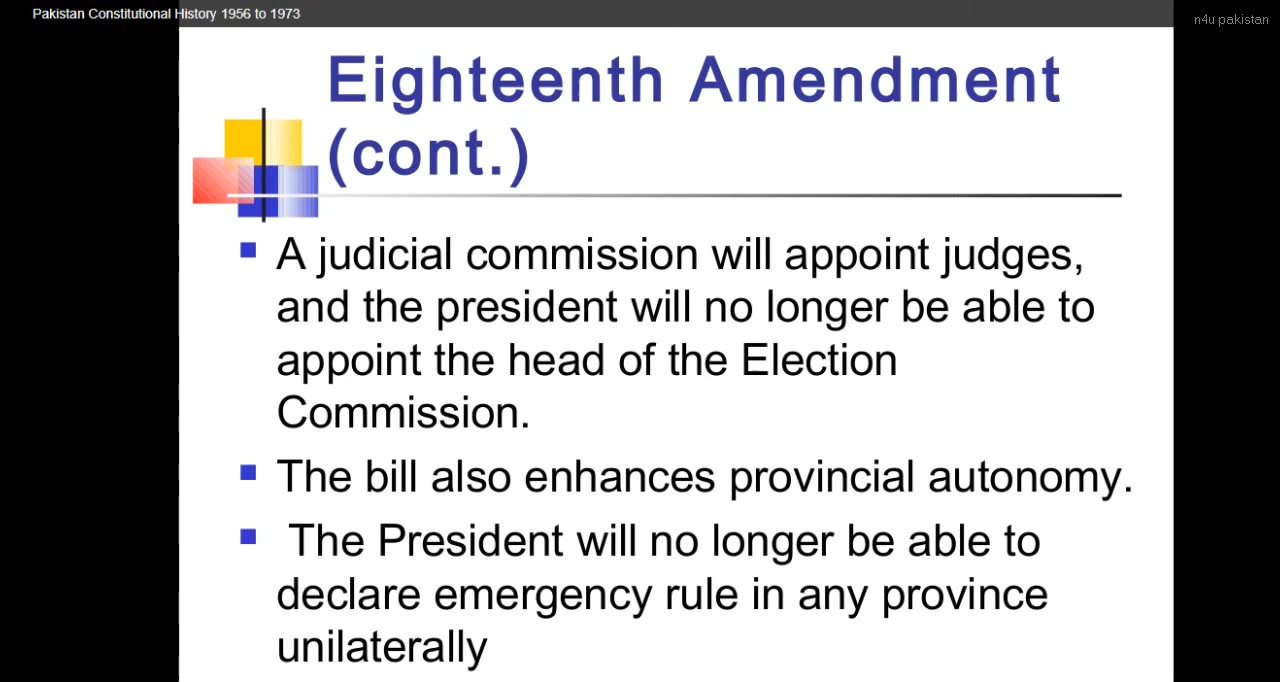 Pakistan Constitutional History 1956 to 1973
n4u pakistan
Eighteenth Amendment
(cont.)
A judicial commission will appoint judges,
and the president will no longer be able to
appoint the head of the Election
Commission.
The bill also enhances provincial autonomy.
The President will no longer be able to
declare emergency rule in any province
unilaterally